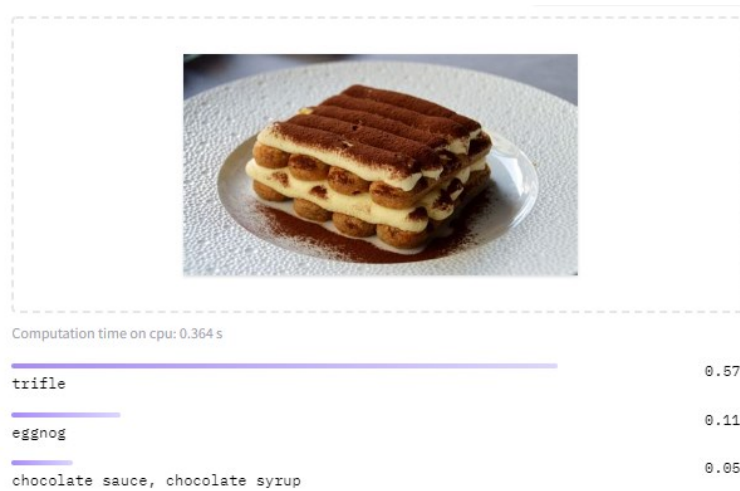 Computation time on cpu: 0.364 s
trifle 0.57
eggnog 0.11
chocolate sauce, chocolate syrup 0.05